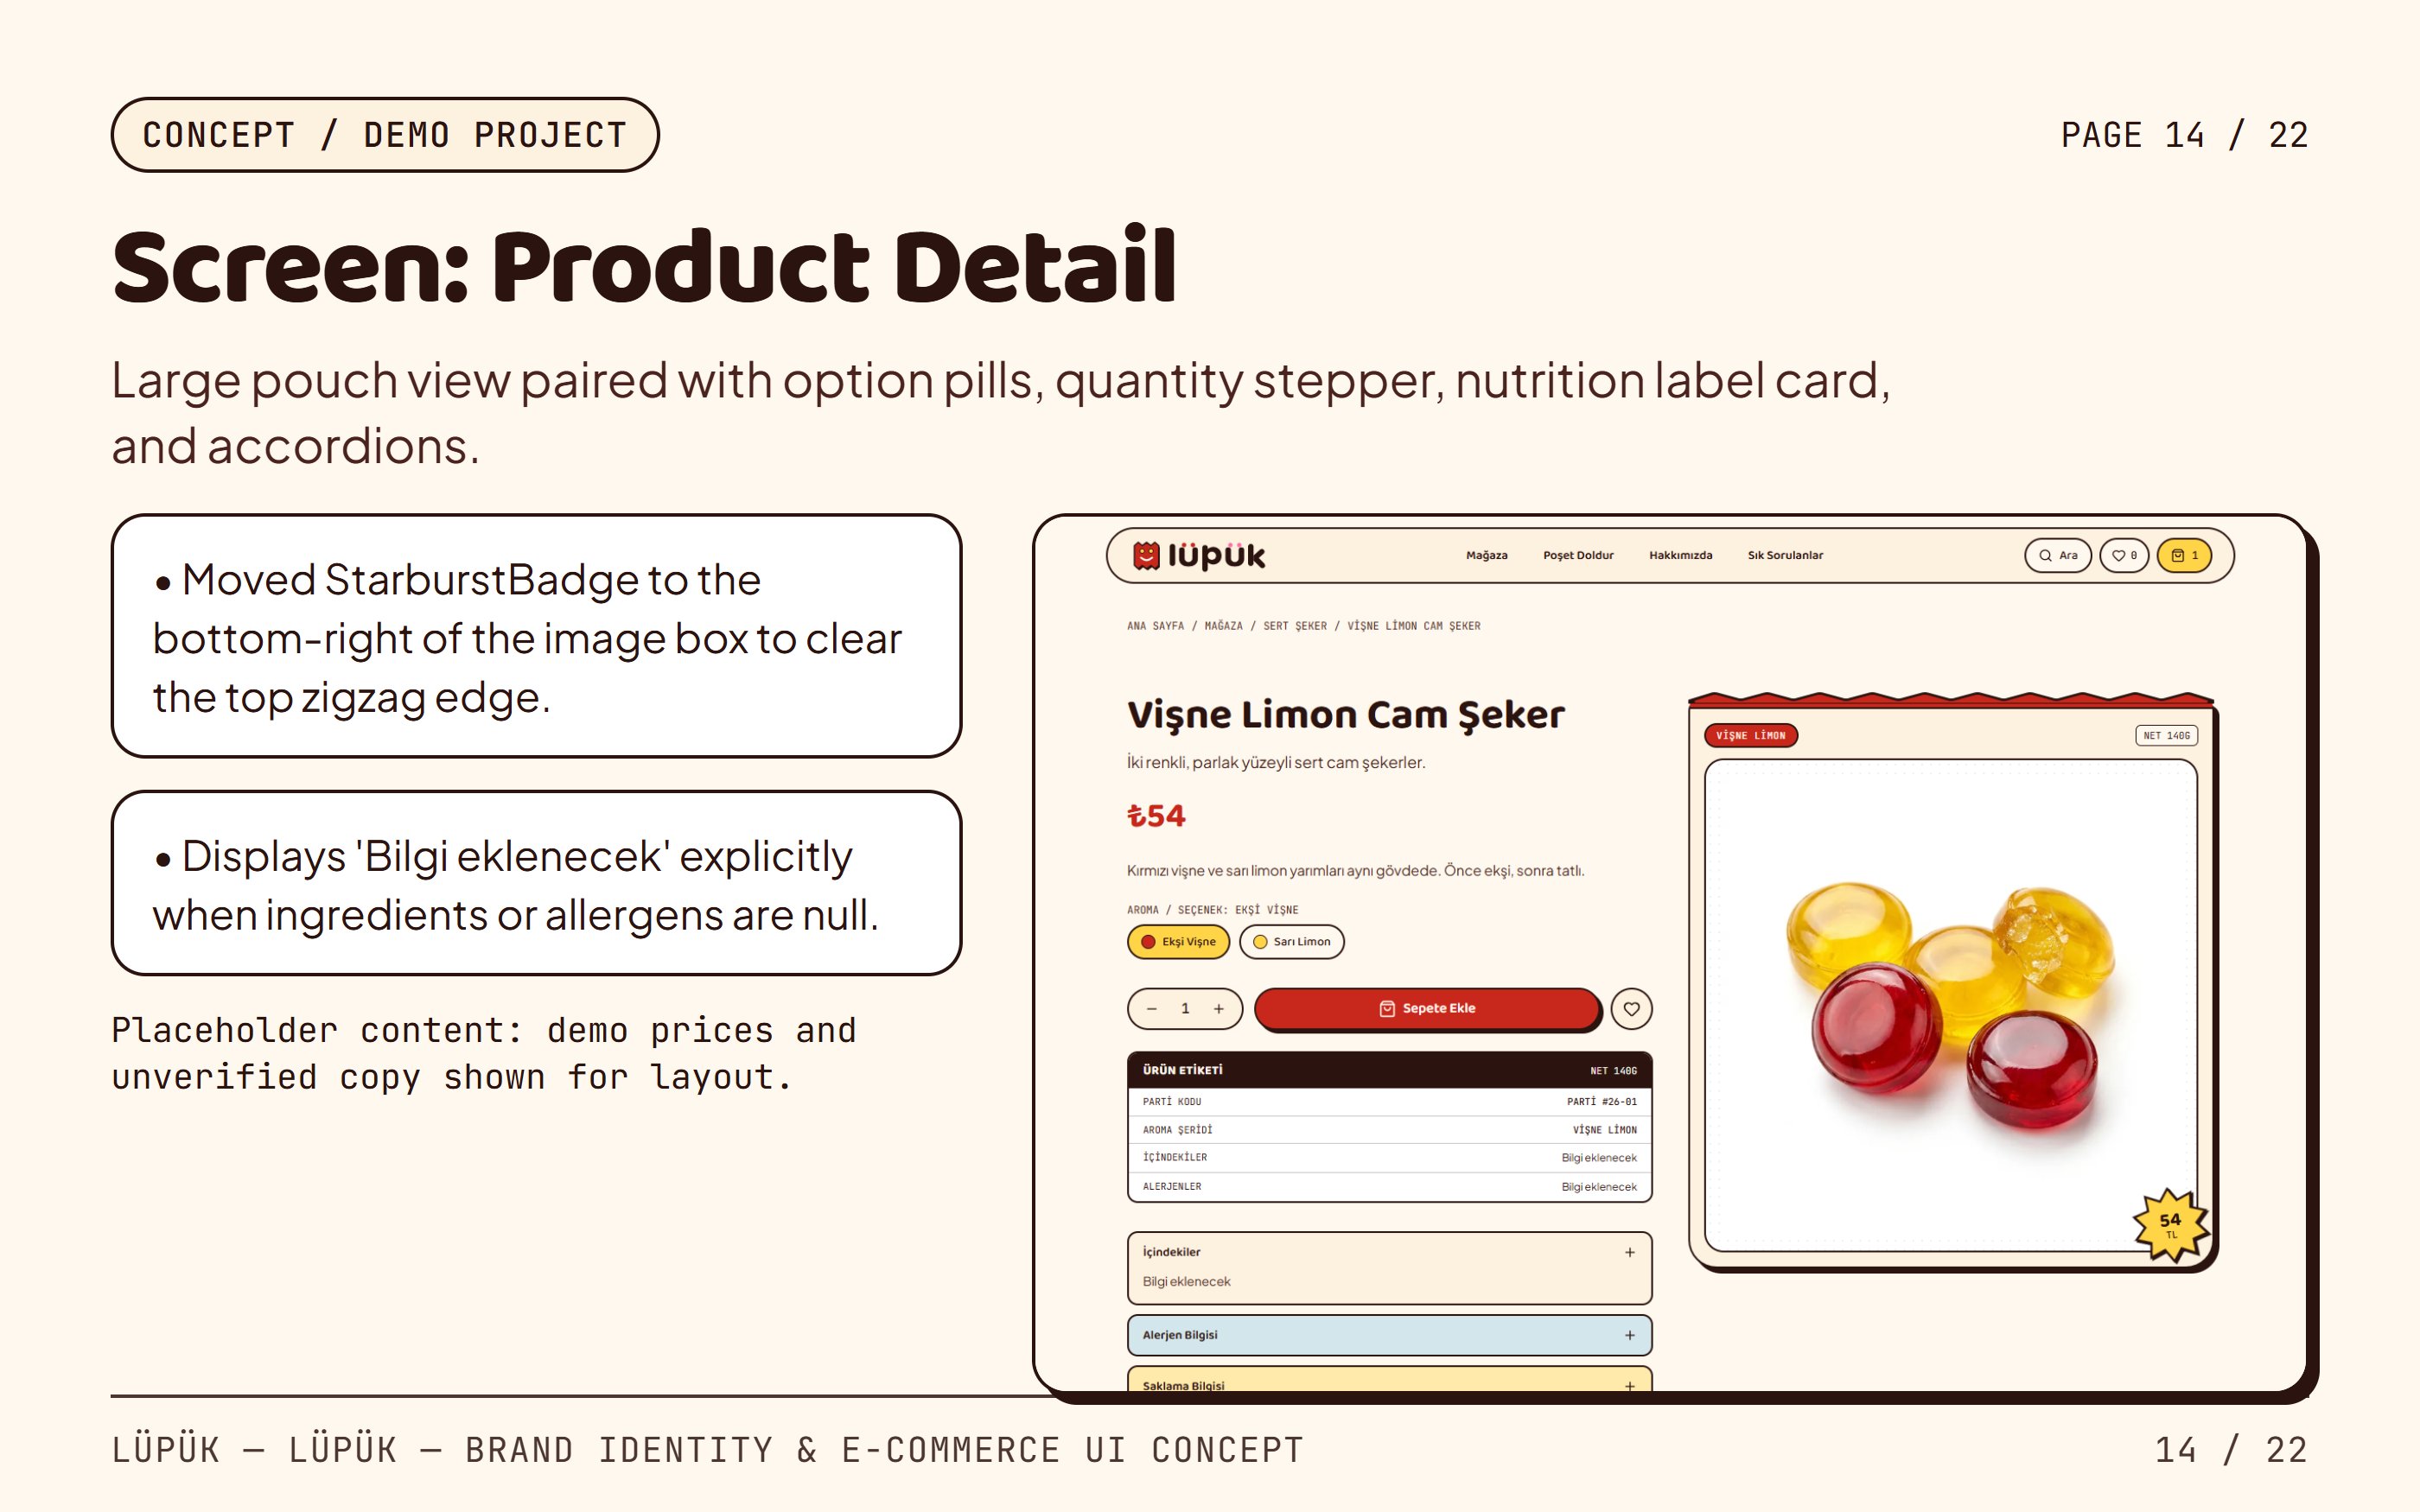 CONCEPT / DEMO PROJECT
PAGE 14 / 22
Screen: Product Detail
Large pouch view paired with option pills, quantity stepper, nutrition label card,
and accordions.
• Moved StarburstBadge to the
bottom-right of the image box to clear
the top zigzag edge.
• Displays 'Bilgi eklenecek' explicitly
when ingredients or allergens are null.
Placeholder content: demo prices and
unverified copy shown for layout.
lüpük
Mağaza
Poşet Doldur
Hakkımızda
Sık Sorulanlar
Ara
0
1
ANA SAYFA / MAĞAZA / SERT ŞEKER / VİŞNE LİMON CAM ŞEKER
Vişne Limon Cam Şeker
İki renkli, parlak yüzeyli sert cam şekerler.
₺54
Kırmızı vişne ve sarı limon yarımları aynı gövdede. Önce ekşi, sonra tatlı.
AROMA / SEÇENEK: EKŞİ VİŞNE
Ekşi Vişne
Sarı Limon
− 1 +
Sepete Ekle
ÜRÜN ETİKETİ NET 140G
PARTİ KODU PARTİ #26-01
AROMA ŞERİDİ VİŞNE LİMON
İÇİNDEKİLER Bilgi eklenecek
ALERJENLER Bilgi eklenecek
İçindekiler +
Bilgi eklenecek
Alerjen Bilgisi +
Saklama Bilgisi +
VİŞNE LİMON
NET 140G
54
TL
LÜPÜK — LÜPÜK — BRAND IDENTITY & E-COMMERCE UI CONCEPT
14 / 22